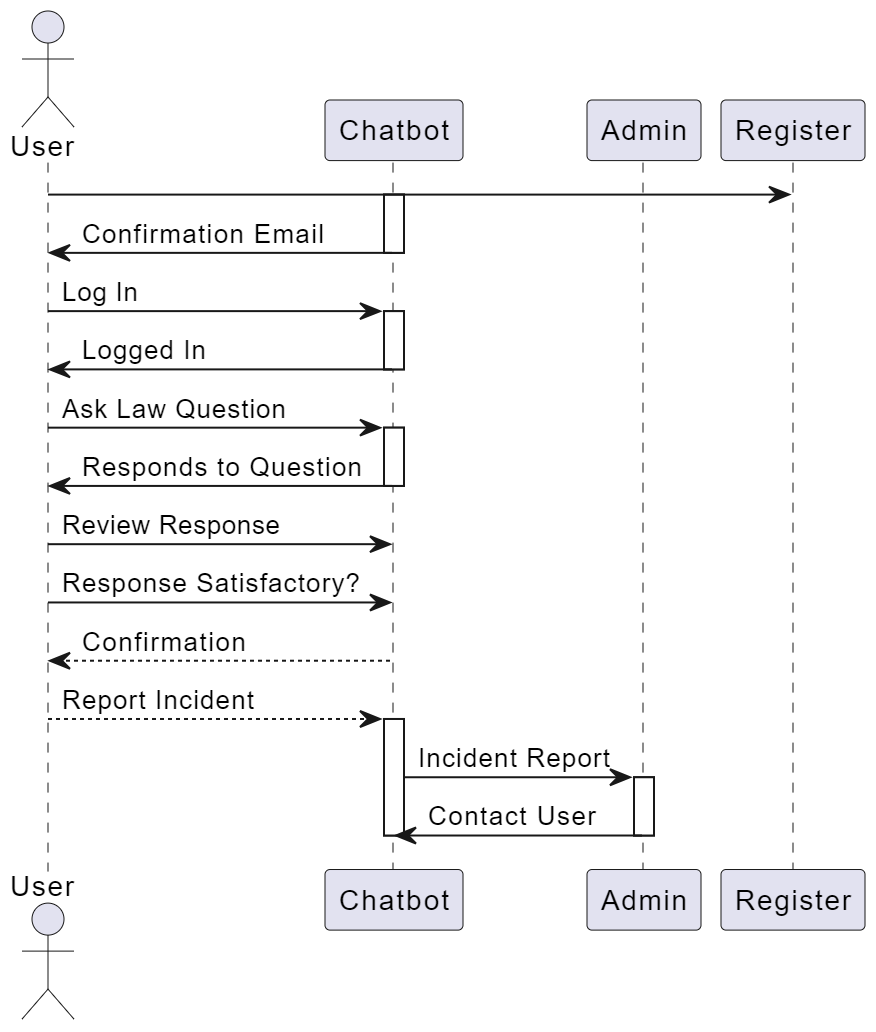 User
Chatbot
Admin
Register
Confirmation Email
Log In
Logged In
Ask Law Question
Responds to Question
Review Response
Response Satisfactory?
Confirmation
Report Incident
Incident Report
Contact User
User
Chatbot
Admin
Register